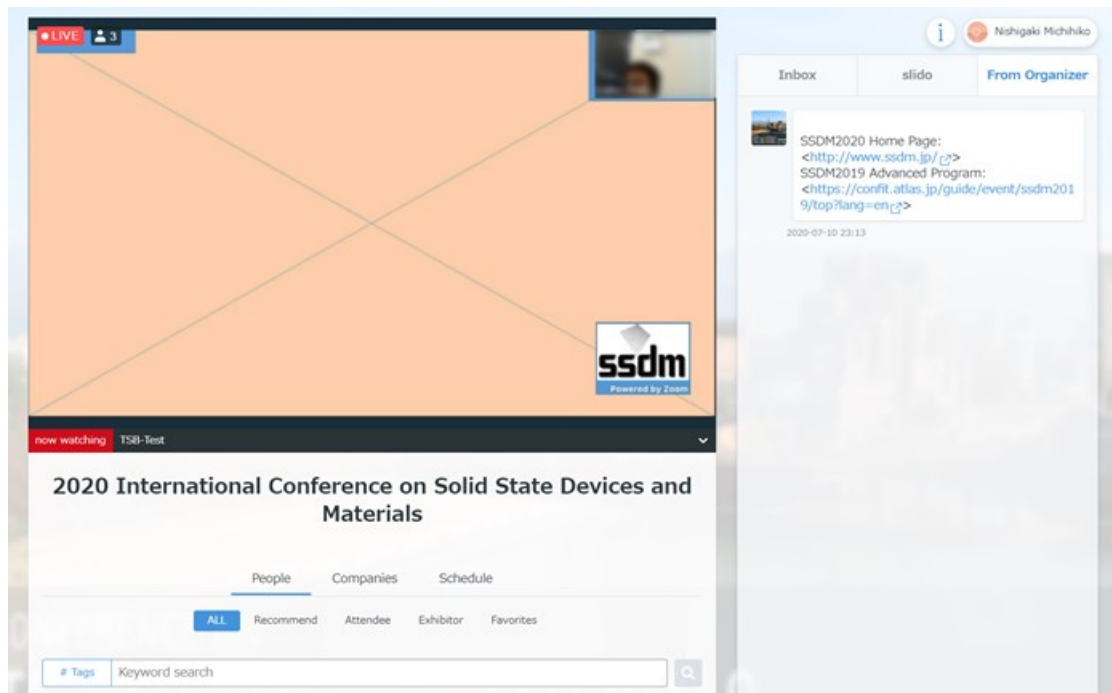 LIVE 3
ssdm
Powered by Zoom
now watching TSB-Test
2020 International Conference on Solid State Devices and
Materials
People Companies Schedule
ALL Recommend Attendee Exhibitor Favorites
# Tags Keyword search
i Nishigaki Michihiko
Inbox slido From Organizer
SSDM2020 Home Page:
<http://www.ssdm.jp/>
SSDM2019 Advanced Program:
<https://confit.atlas.jp/guide/event/ssdm201
9/top?lang=en>
2020-07-10 23:13